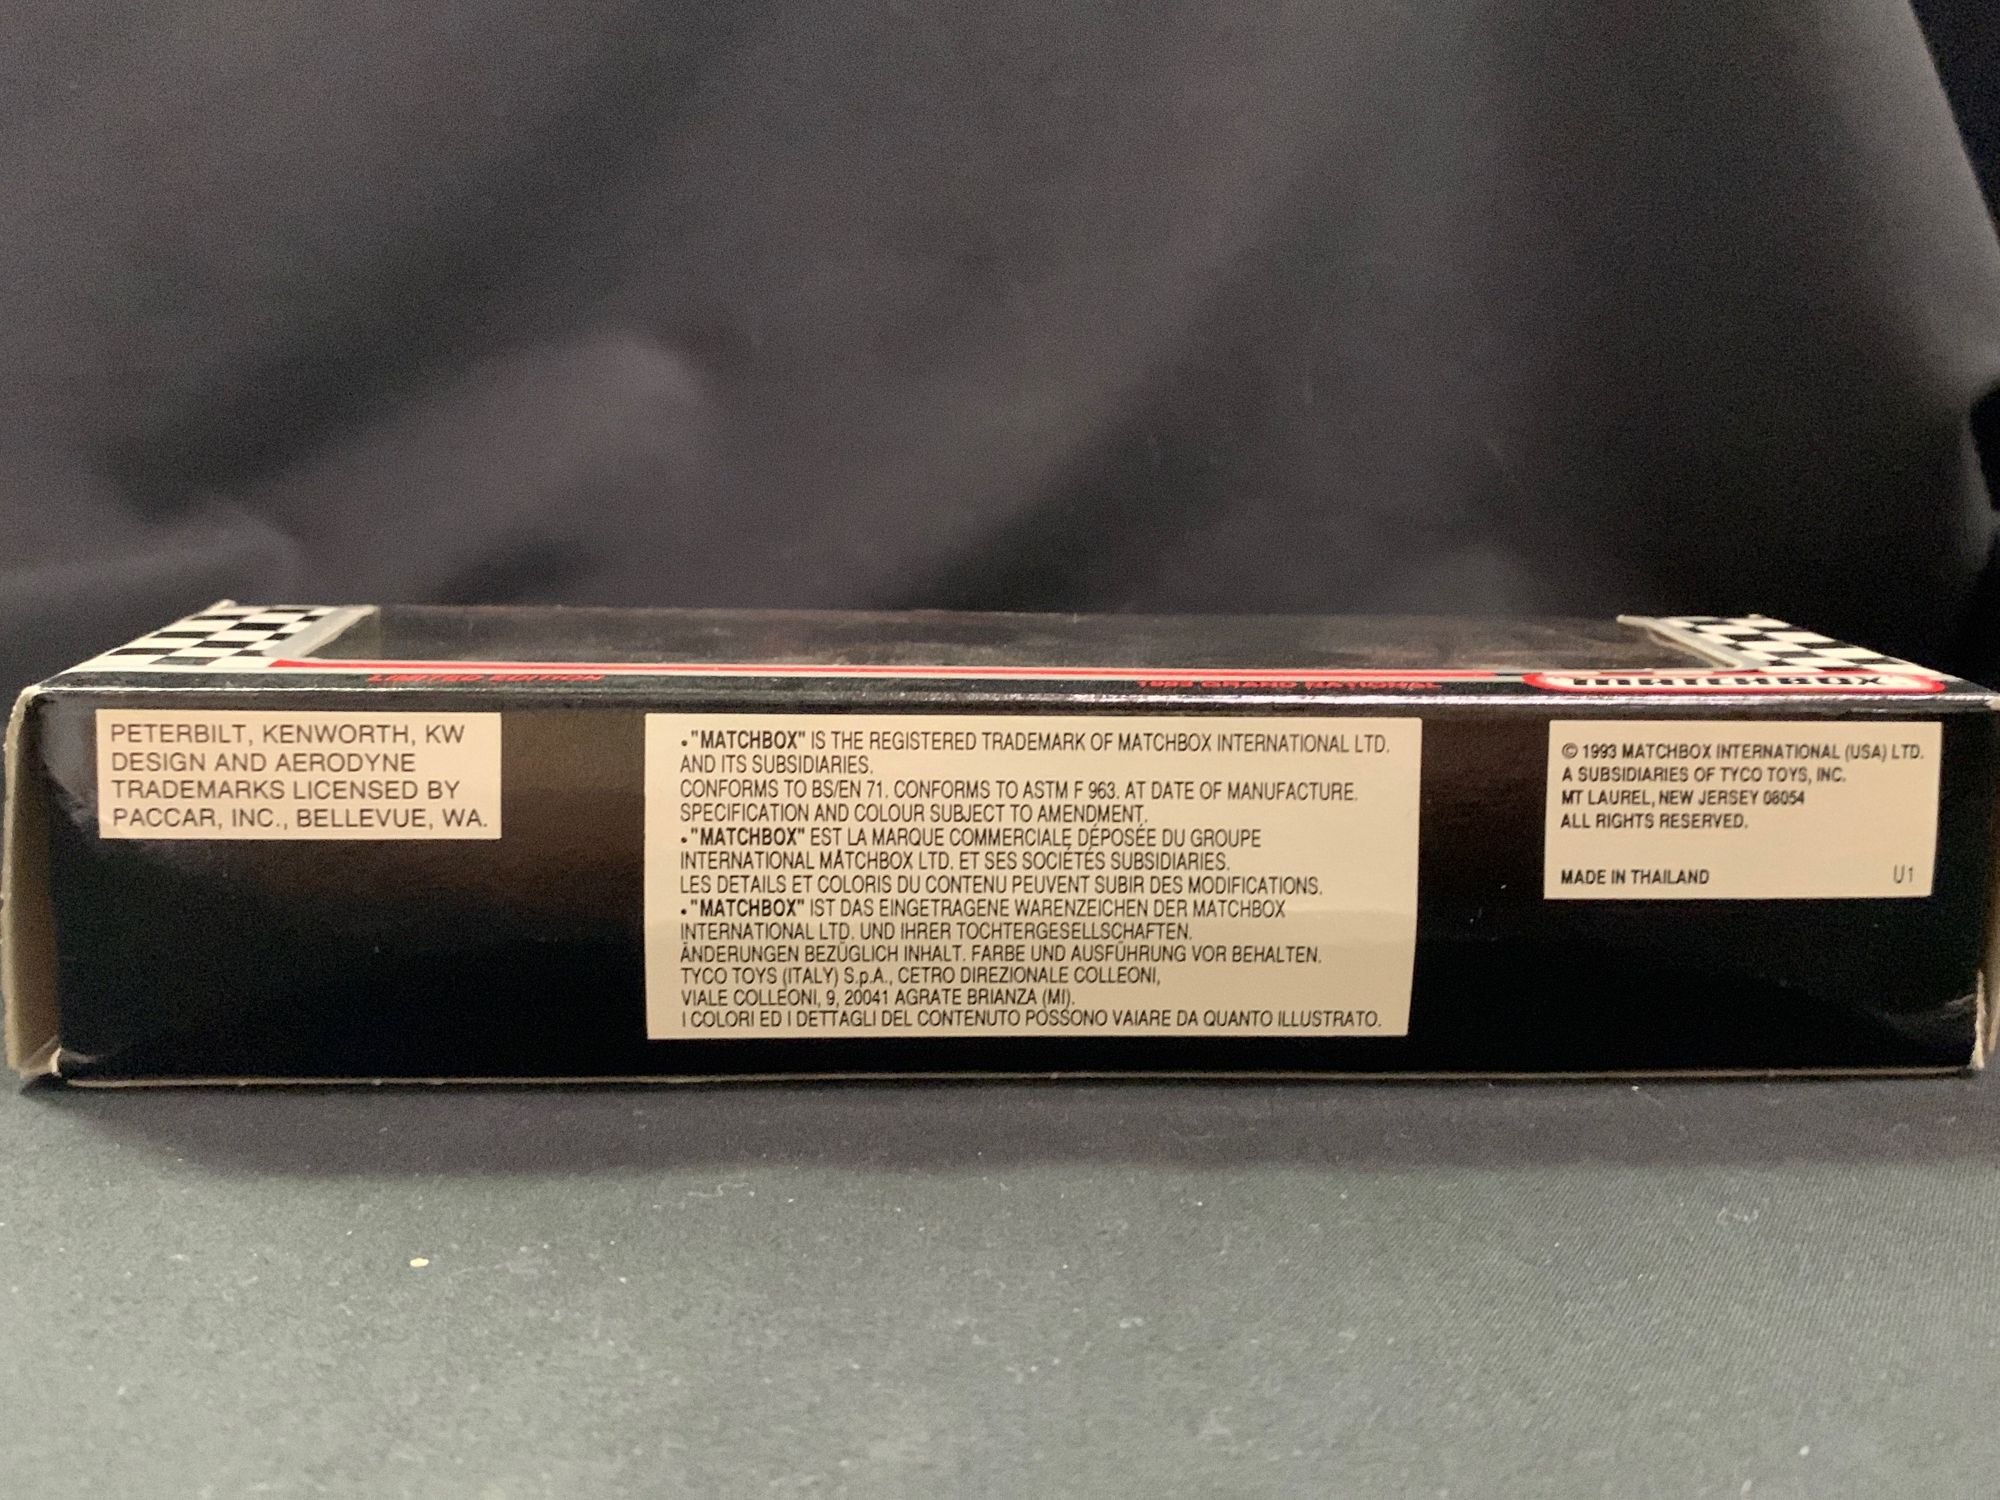 LIMITED EDITION
1993 GRAND NATIONAL
MATCHBOX
PETERBILT, KENWORTH, KW
DESIGN AND AERODYNE
TRADEMARKS LICENSED BY
PACCAR, INC., BELLEVUE, WA.
• "MATCHBOX" IS THE REGISTERED TRADEMARK OF MATCHBOX INTERNATIONAL LTD.
AND ITS SUBSIDIARIES.
CONFORMS TO BS/EN 71. CONFORMS TO ASTM F 963. AT DATE OF MANUFACTURE.
SPECIFICATION AND COLOUR SUBJECT TO AMENDMENT.
• "MATCHBOX" EST LA MARQUE COMMERCIALE DÉPOSÉE DU GROUPE
INTERNATIONAL MATCHBOX LTD. ET SES SOCIÉTÉS SUBSIDIARIES.
LES DETAILS ET COLORIS DU CONTENU PEUVENT SUBIR DES MODIFICATIONS.
• "MATCHBOX" IST DAS EINGETRAGENE WARENZEICHEN DER MATCHBOX
INTERNATIONAL LTD. UND IHRER TOCHTERGESELLSCHAFTEN.
ÄNDERUNGEN BEZÜGLICH INHALT. FARBE UND AUSFÜHRUNG VOR BEHALTEN.
TYCO TOYS (ITALY) S.p.A., CETRO DIREZIONALE COLLEONI,
VIALE COLLEONI, 9, 20041 AGRATE BRIANZA (MI).
I COLORI ED I DETTAGLI DEL CONTENUTO POSSONO VAIARE DA QUANTO ILLUSTRATO.
© 1993 MATCHBOX INTERNATIONAL (USA) LTD.
A SUBSIDIARIES OF TYCO TOYS, INC.
MT LAUREL, NEW JERSEY 08054
ALL RIGHTS RESERVED.
MADE IN THAILAND U1